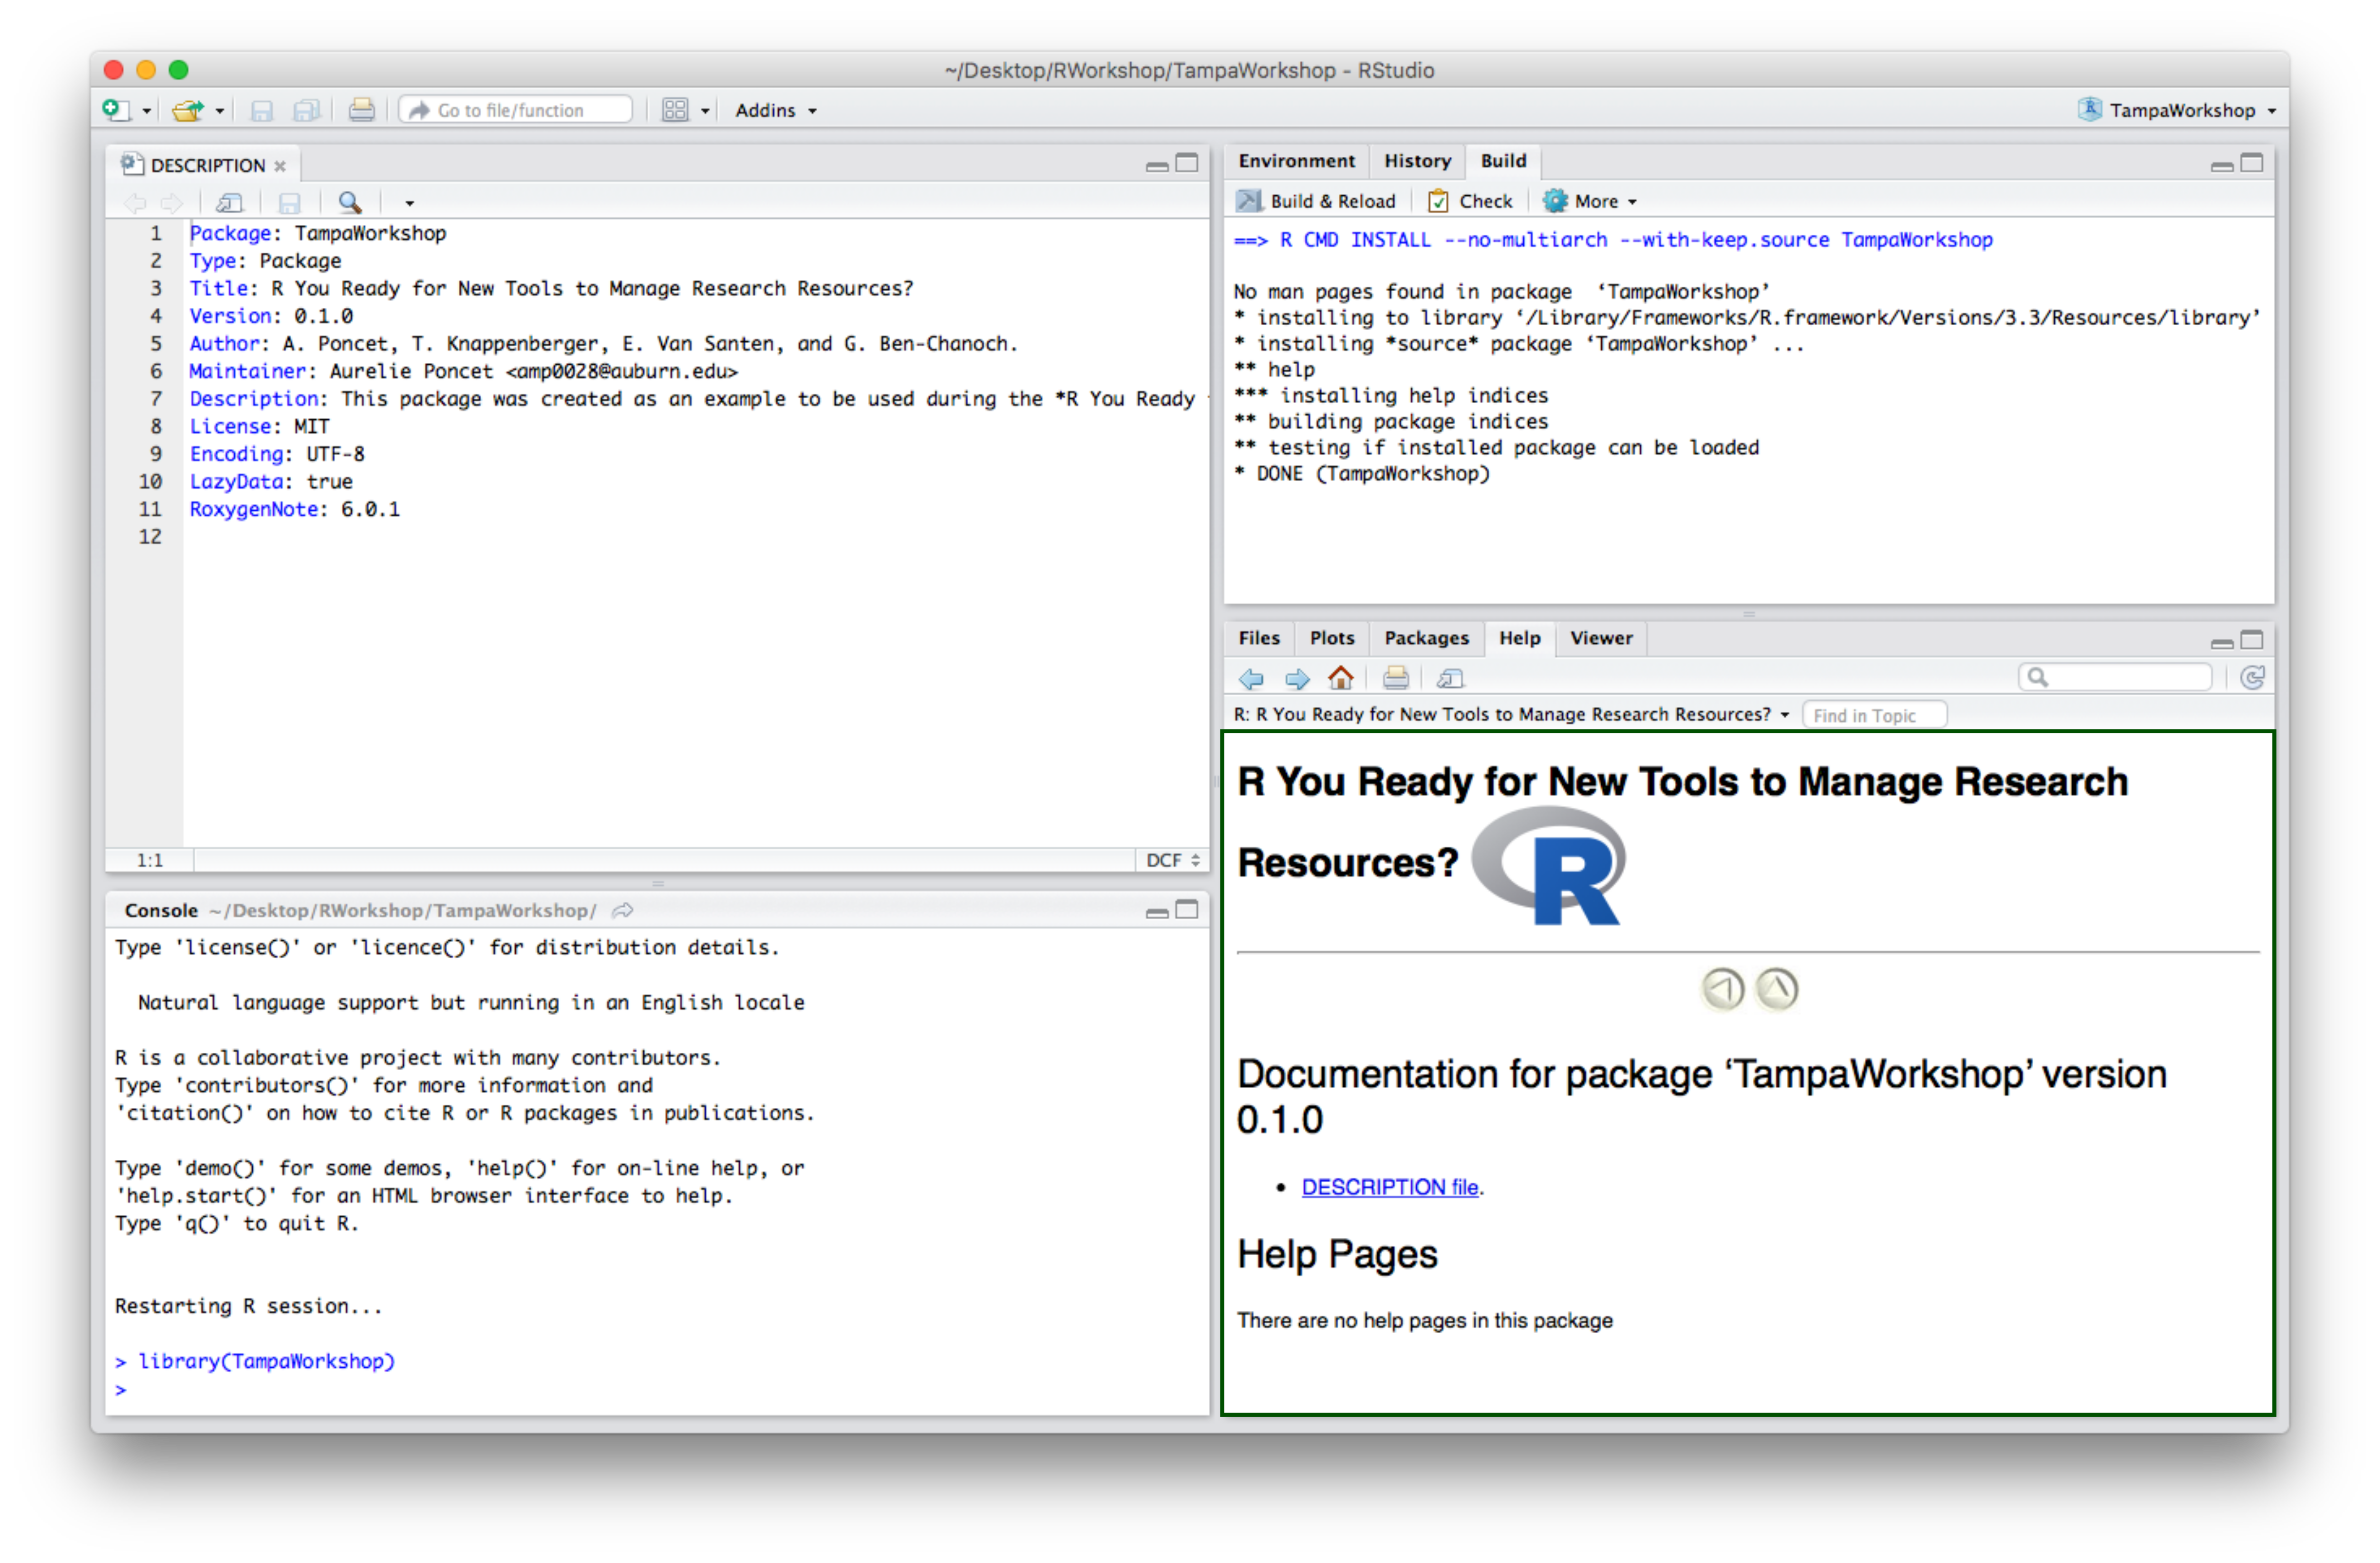 ~/Desktop/RWorkshop/TampaWorkshop - RStudio
Go to file/function
Addins
TampaWorkshop
DESCRIPTION
1 Package: TampaWorkshop
2 Type: Package
3 Title: R You Ready for New Tools to Manage Research Resources?
4 Version: 0.1.0
5 Author: A. Poncet, T. Knappenberger, E. Van Santen, and G. Ben-Chanoch.
6 Maintainer: Aurelie Poncet <amp0028@auburn.edu>
7 Description: This package was created as an example to be used during the *R You Ready
8 License: MIT
9 Encoding: UTF-8
10 LazyData: true
11 RoxygenNote: 6.0.1
12
1:1
DCF
Console ~/Desktop/RWorkshop/TampaWorkshop/
Type 'license()' or 'licence()' for distribution details.
Natural language support but running in an English locale
R is a collaborative project with many contributors.
Type 'contributors()' for more information and
'citation()' on how to cite R or R packages in publications.
Type 'demo()' for some demos, 'help()' for on-line help, or
'help.start()' for an HTML browser interface to help.
Type 'q()' to quit R.
Restarting R session...
> library(TampaWorkshop)
>
Environment History Build
Build & Reload Check More
==> R CMD INSTALL --no-multiarch --with-keep.source TampaWorkshop
No man pages found in package ‘TampaWorkshop’
* installing to library ‘/Library/Frameworks/R.framework/Versions/3.3/Resources/library’
* installing *source* package ‘TampaWorkshop’ ...
** help
*** installing help indices
** building package indices
** testing if installed package can be loaded
* DONE (TampaWorkshop)
Files Plots Packages Help Viewer
R: R You Ready for New Tools to Manage Research Resources?
Find in Topic
R You Ready for New Tools to Manage Research
Resources? R
Documentation for package ‘TampaWorkshop’ version
0.1.0
• DESCRIPTION file.
Help Pages
There are no help pages in this package